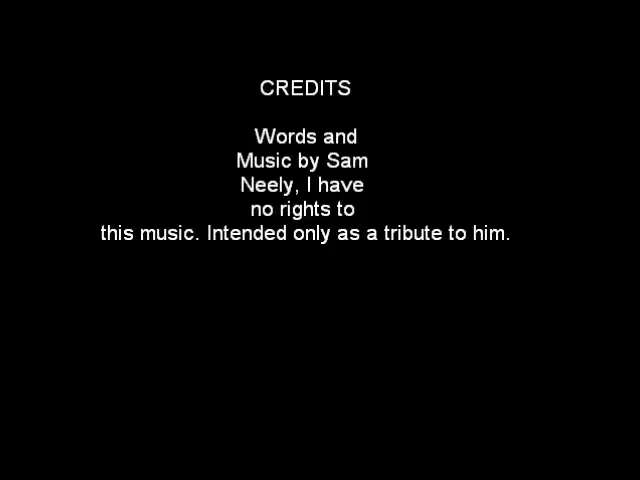 CREDITS
Words and
Music by Sam
Neely, I have
no rights to
this music. Intended only as a tribute to him.